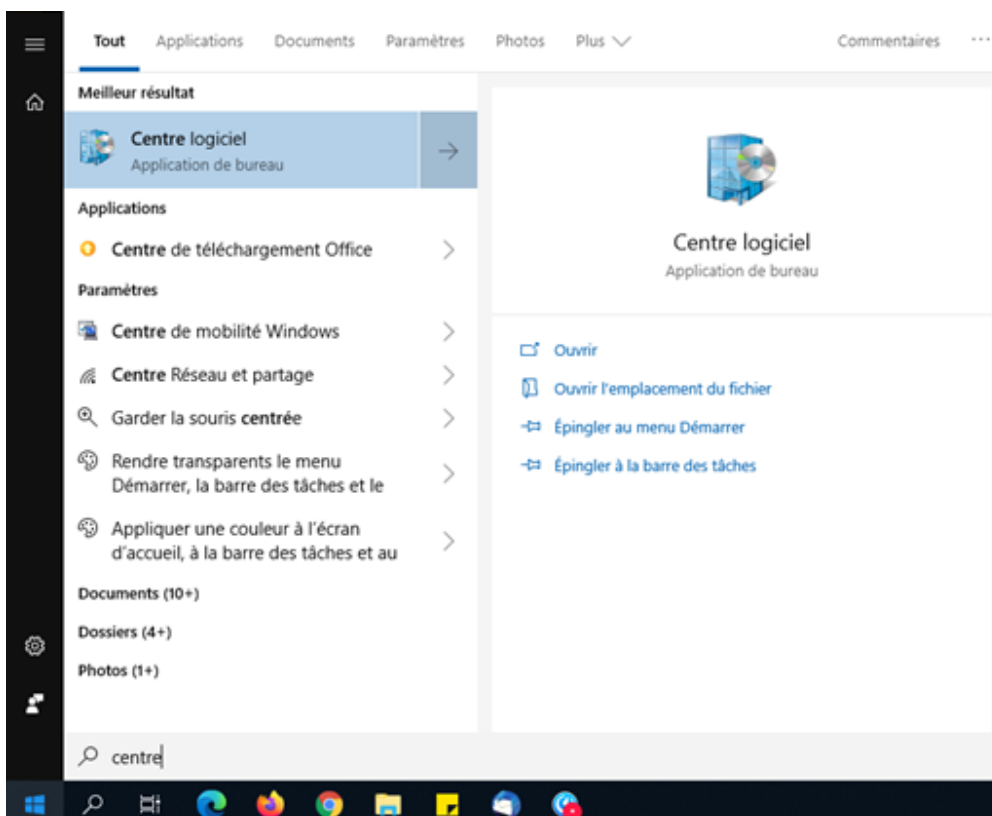 Tout Applications Documents Paramètres Photos Plus Commentaires ...
Meilleur résultat
Centre logiciel
Application de bureau
Applications
Centre de téléchargement Office
Paramètres
Centre de mobilité Windows
Centre Réseau et partage
Garder la souris centrée
Rendre transparents le menu
Démarrer, la barre des tâches et le
Appliquer une couleur à l'écran
d'accueil, à la barre des tâches et au
Documents (10+)
Dossiers (4+)
Photos (1+)
Centre logiciel
Application de bureau
Ouvrir
Ouvrir l'emplacement du fichier
Épingler au menu Démarrer
Épingler à la barre des tâches
centre